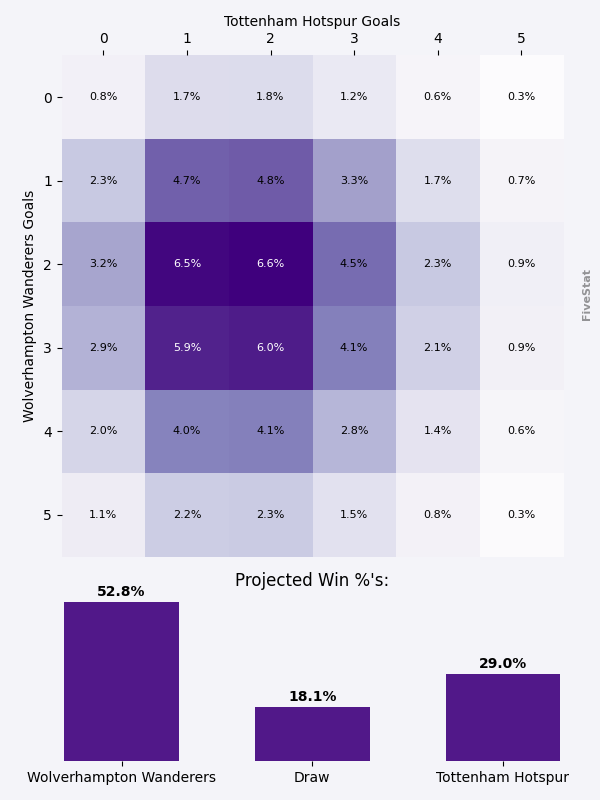 Tottenham Hotspur Goals
0 1 2 3 4 5
0 0.8% 1.7% 1.8% 1.2% 0.6% 0.3%
1 2.3% 4.7% 4.8% 3.3% 1.7% 0.7%
2 3.2% 6.5% 6.6% 4.5% 2.3% 0.9%
3 2.9% 5.9% 6.0% 4.1% 2.1% 0.9%
4 2.0% 4.0% 4.1% 2.8% 1.4% 0.6%
5 1.1% 2.2% 2.3% 1.5% 0.8% 0.3%
Wolverhampton Wanderers Goals
FiveStat
Projected Win %'s:
52.8% 18.1% 29.0%
Wolverhampton Wanderers Draw Tottenham Hotspur